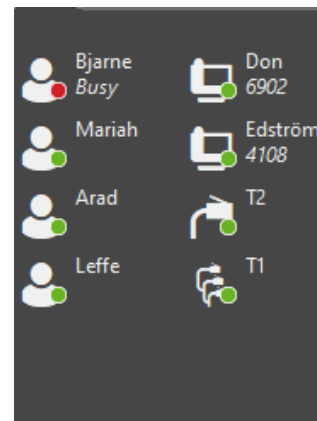 Bjarne
Busy
Mariah
Arad
Leffe
Don
6902
Edström
4108
T2
T1